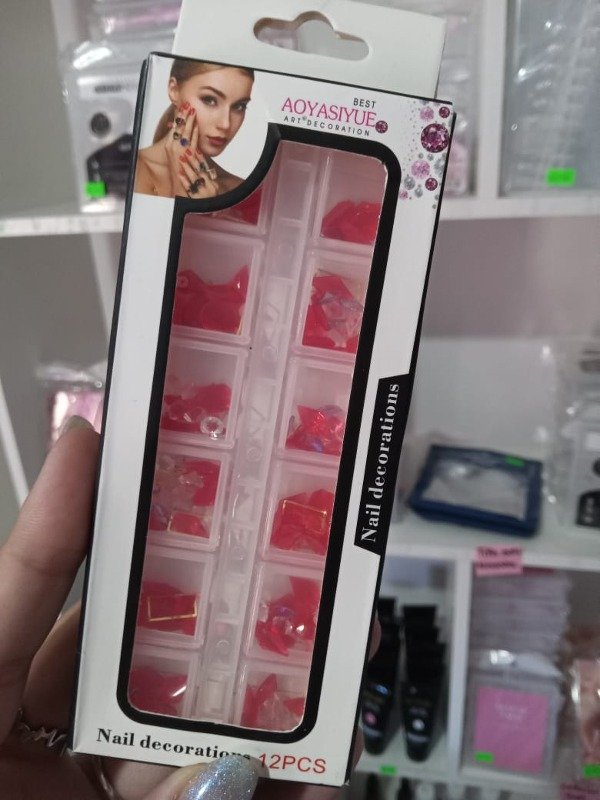 BEST
AOYASIYUE
ART®DECORATION
Nail decorations
Nail decorations 12PCS